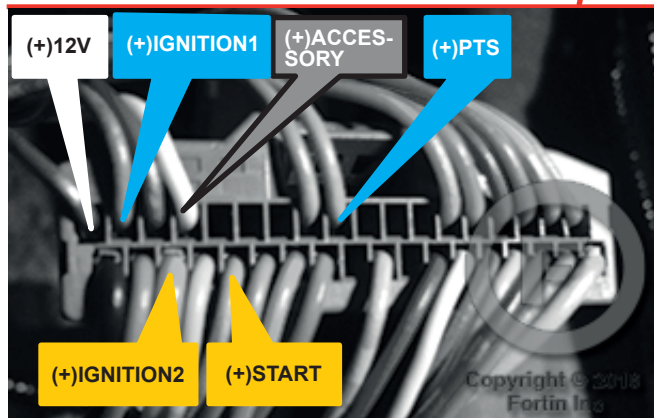 (+)12V
(+)IGNITION1
(+)ACCES-
SORY
(+)PTS
(+)IGNITION2
(+)START
Copyright © 2018
Fortin Inc